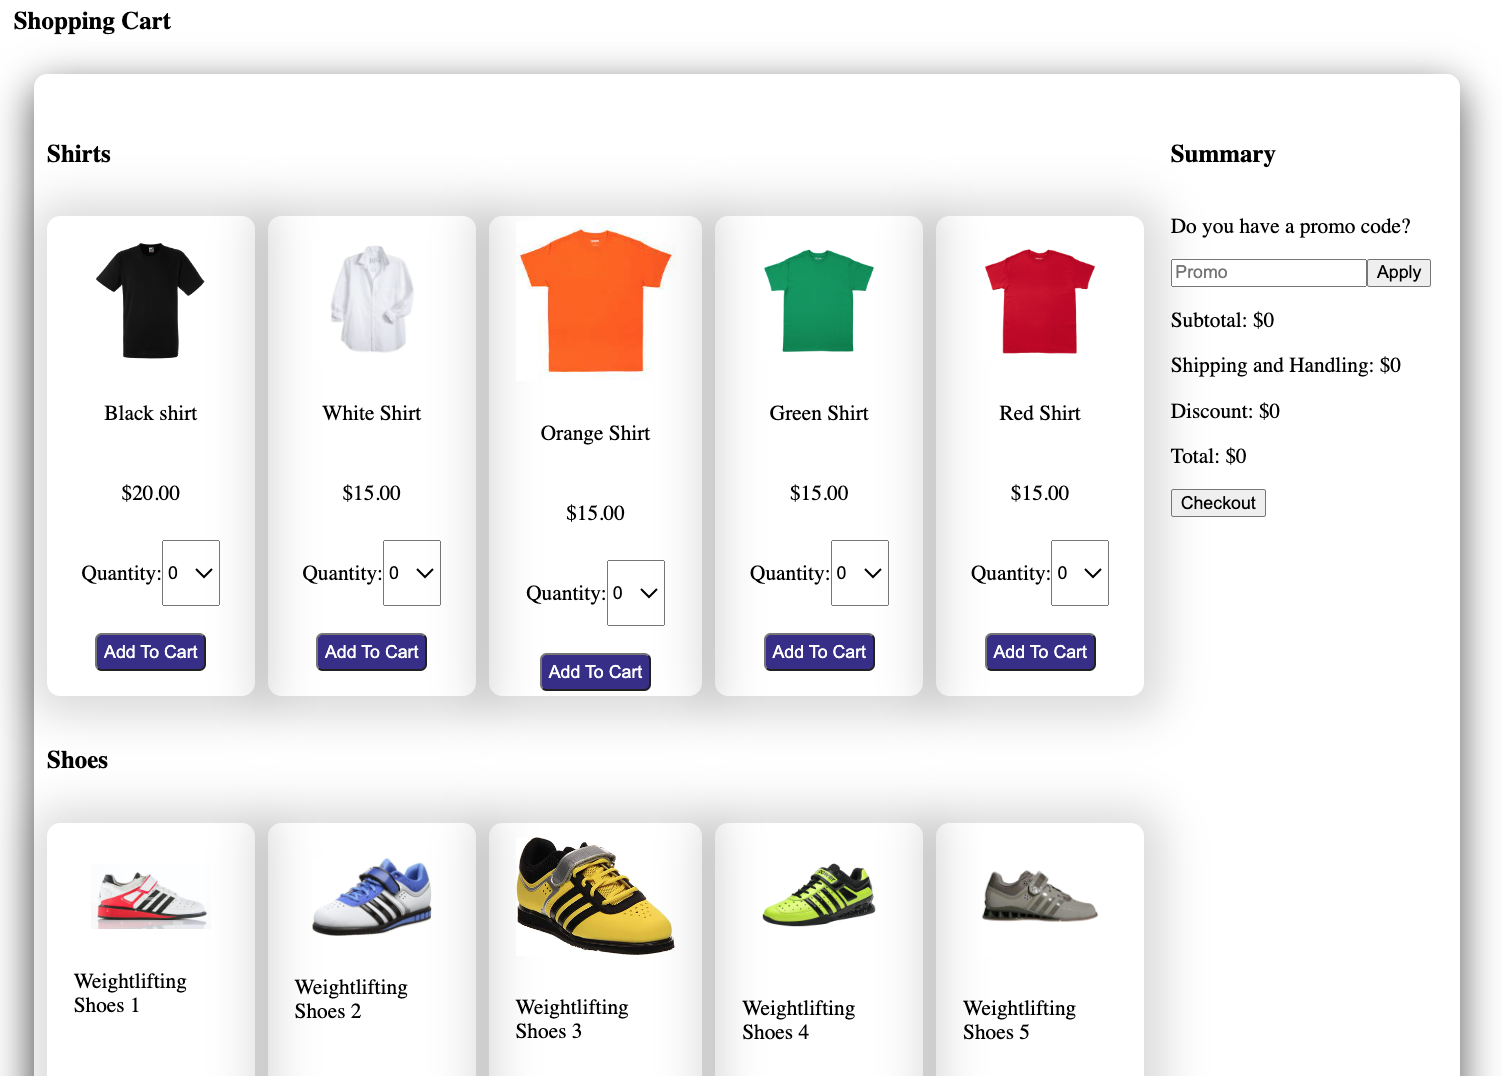 Shopping Cart
Shirts
Black shirt
$20.00
Quantity: 0
Add To Cart
White Shirt
$15.00
Quantity: 0
Add To Cart
Orange Shirt
$15.00
Quantity: 0
Add To Cart
Green Shirt
$15.00
Quantity: 0
Add To Cart
Red Shirt
$15.00
Quantity: 0
Add To Cart
Shoes
Weightlifting
Shoes 1
Weightlifting
Shoes 2
Weightlifting
Shoes 3
Weightlifting
Shoes 4
Weightlifting
Shoes 5
Summary
Do you have a promo code?
Promo Apply
Subtotal: $0
Shipping and Handling: $0
Discount: $0
Total: $0
Checkout